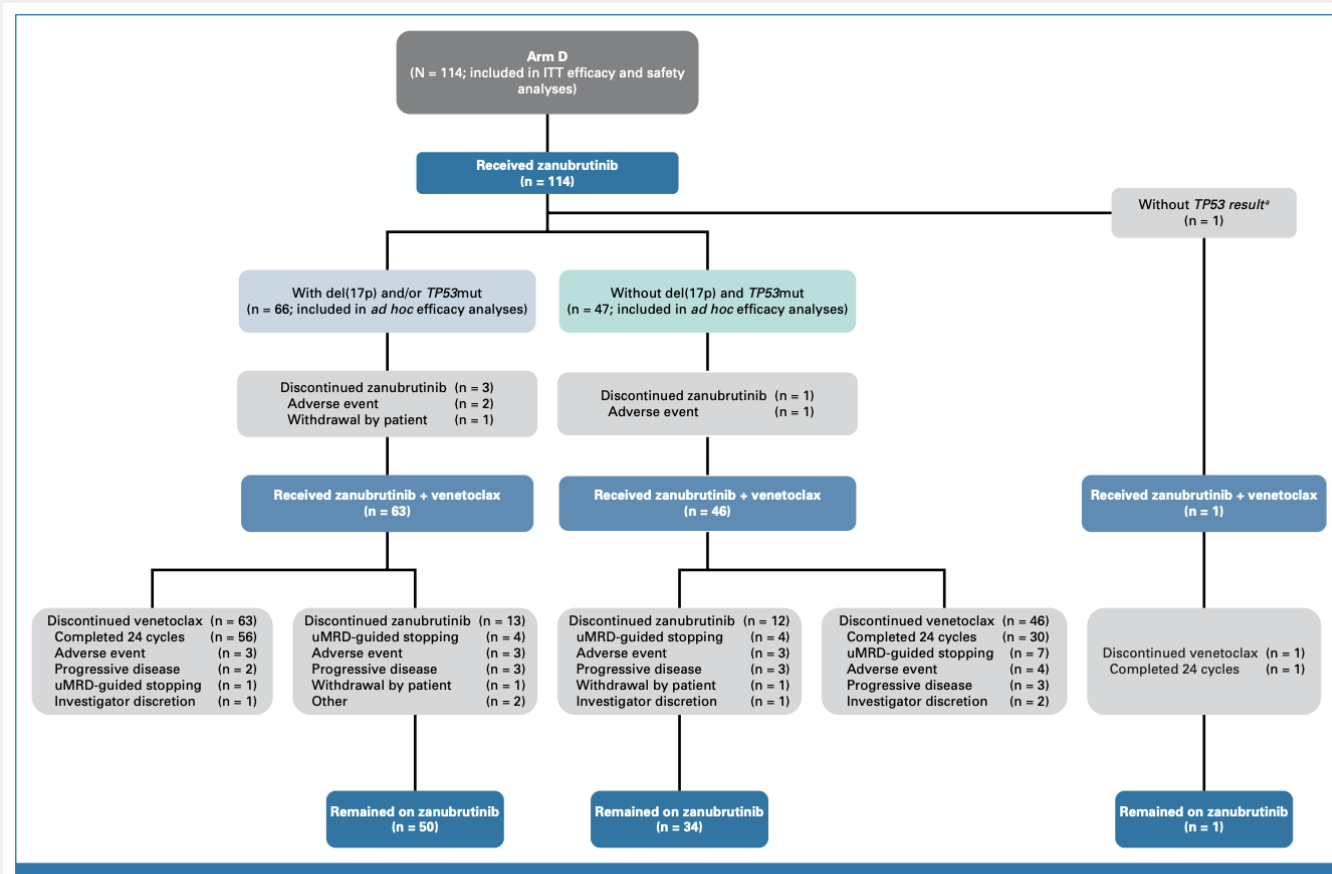 Arm D
(N = 114; included in ITT efficacy and safety
analyses)
Received zanubrutinib
(n = 114)
Without TP53 resultᵃ
(n = 1)
With del(17p) and/or TP53mut
(n = 66; included in ad hoc efficacy analyses)
Without del(17p) and TP53mut
(n = 47; included in ad hoc efficacy analyses)
Discontinued zanubrutinib (n = 3)
Adverse event (n = 2)
Withdrawal by patient (n = 1)
Discontinued zanubrutinib (n = 1)
Adverse event (n = 1)
Received zanubrutinib + venetoclax
(n = 63)
Received zanubrutinib + venetoclax
(n = 46)
Received zanubrutinib + venetoclax
(n = 1)
Discontinued venetoclax (n = 63)
Completed 24 cycles (n = 56)
Adverse event (n = 3)
Progressive disease (n = 2)
uMRD-guided stopping (n = 1)
Investigator discretion (n = 1)
Discontinued zanubrutinib (n = 13)
uMRD-guided stopping (n = 4)
Adverse event (n = 3)
Progressive disease (n = 3)
Withdrawal by patient (n = 1)
Other (n = 2)
Discontinued zanubrutinib (n = 12)
uMRD-guided stopping (n = 4)
Adverse event (n = 3)
Progressive disease (n = 3)
Withdrawal by patient (n = 1)
Investigator discretion (n = 1)
Discontinued venetoclax (n = 46)
Completed 24 cycles (n = 30)
uMRD-guided stopping (n = 7)
Adverse event (n = 4)
Progressive disease (n = 3)
Investigator discretion (n = 2)
Discontinued venetoclax (n = 1)
Completed 24 cycles (n = 1)
Remained on zanubrutinib
(n = 50)
Remained on zanubrutinib
(n = 34)
Remained on zanubrutinib
(n = 1)